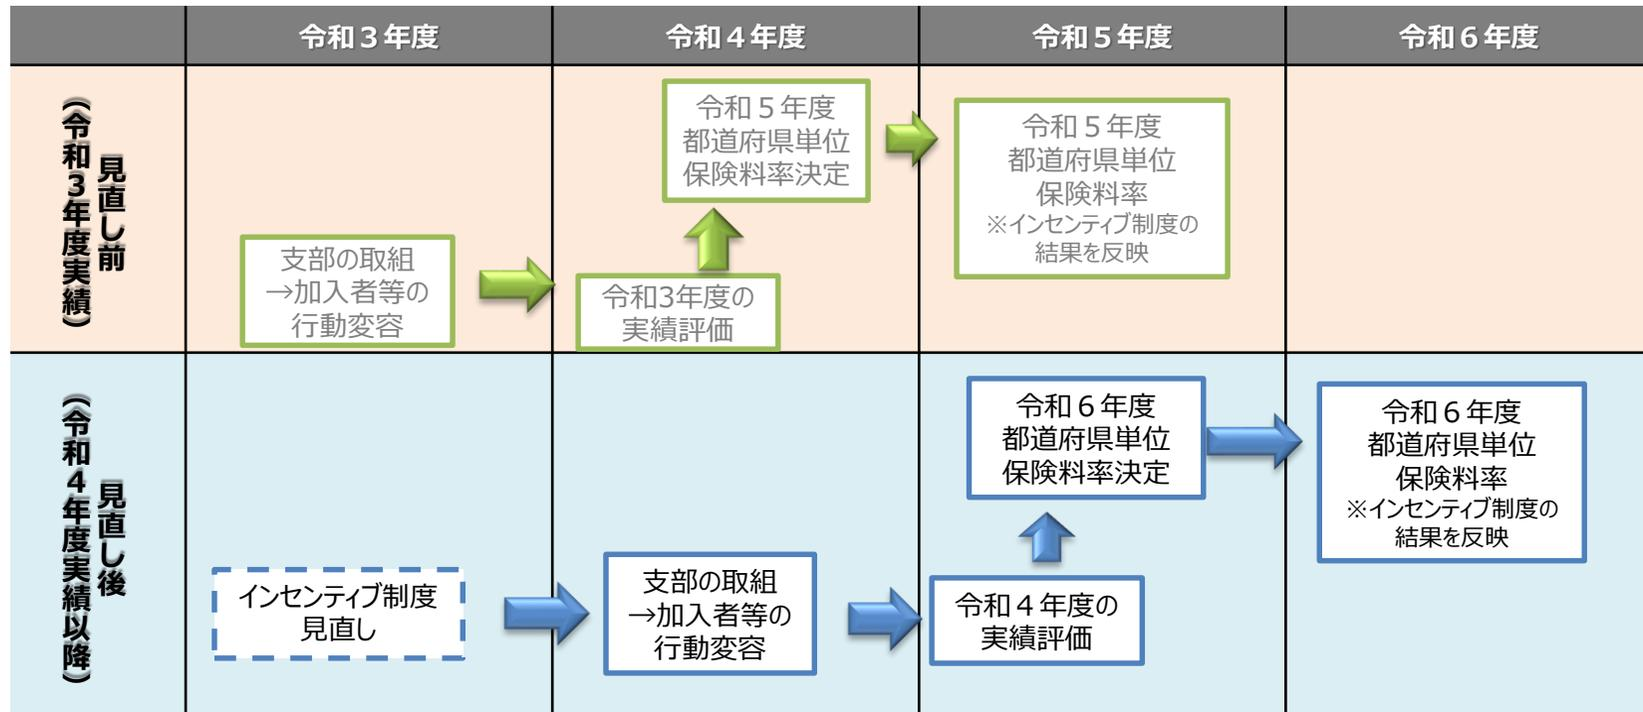 令和３年度
令和４年度
令和５年度
令和６年度
見直し前
（令和３年度実績）
支部の取組
→加入者等の
行動変容
令和3年度の
実績評価
令和５年度
都道府県単位
保険料率決定
令和５年度
都道府県単位
保険料率
※インセンティブ制度の
結果を反映
見直し後
（令和４年度実績以降）
インセンティブ制度
見直し
支部の取組
→加入者等の
行動変容
令和４年度の
実績評価
令和６年度
都道府県単位
保険料率決定
令和６年度
都道府県単位
保険料率
※インセンティブ制度の
結果を反映